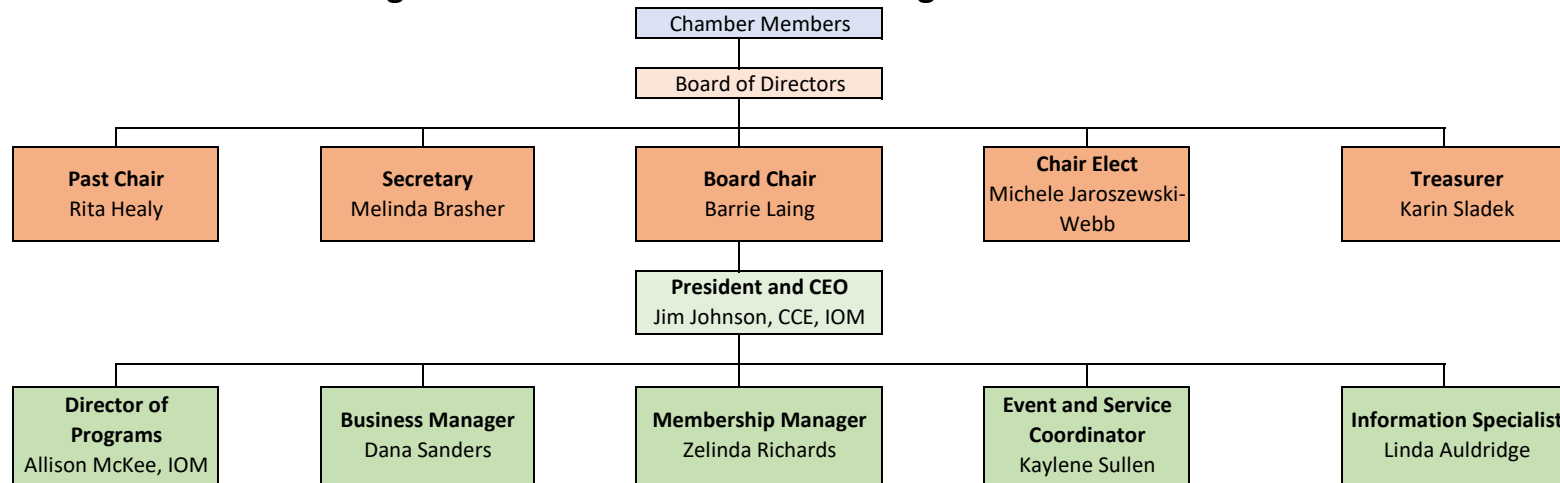 Chamber Members
Board of Directors
Past Chair
Rita Healy
Secretary
Melinda Brasher
Board Chair
Barrie Laing
Chair Elect
Michele Jaroszewski-
Webb
Treasurer
Karin Sladek
President and CEO
Jim Johnson, CCE, IOM
Director of
Programs
Allison McKee, IOM
Business Manager
Dana Sanders
Membership Manager
Zelinda Richards
Event and Service
Coordinator
Kaylene Sullen
Information Specialist
Linda Auldridge